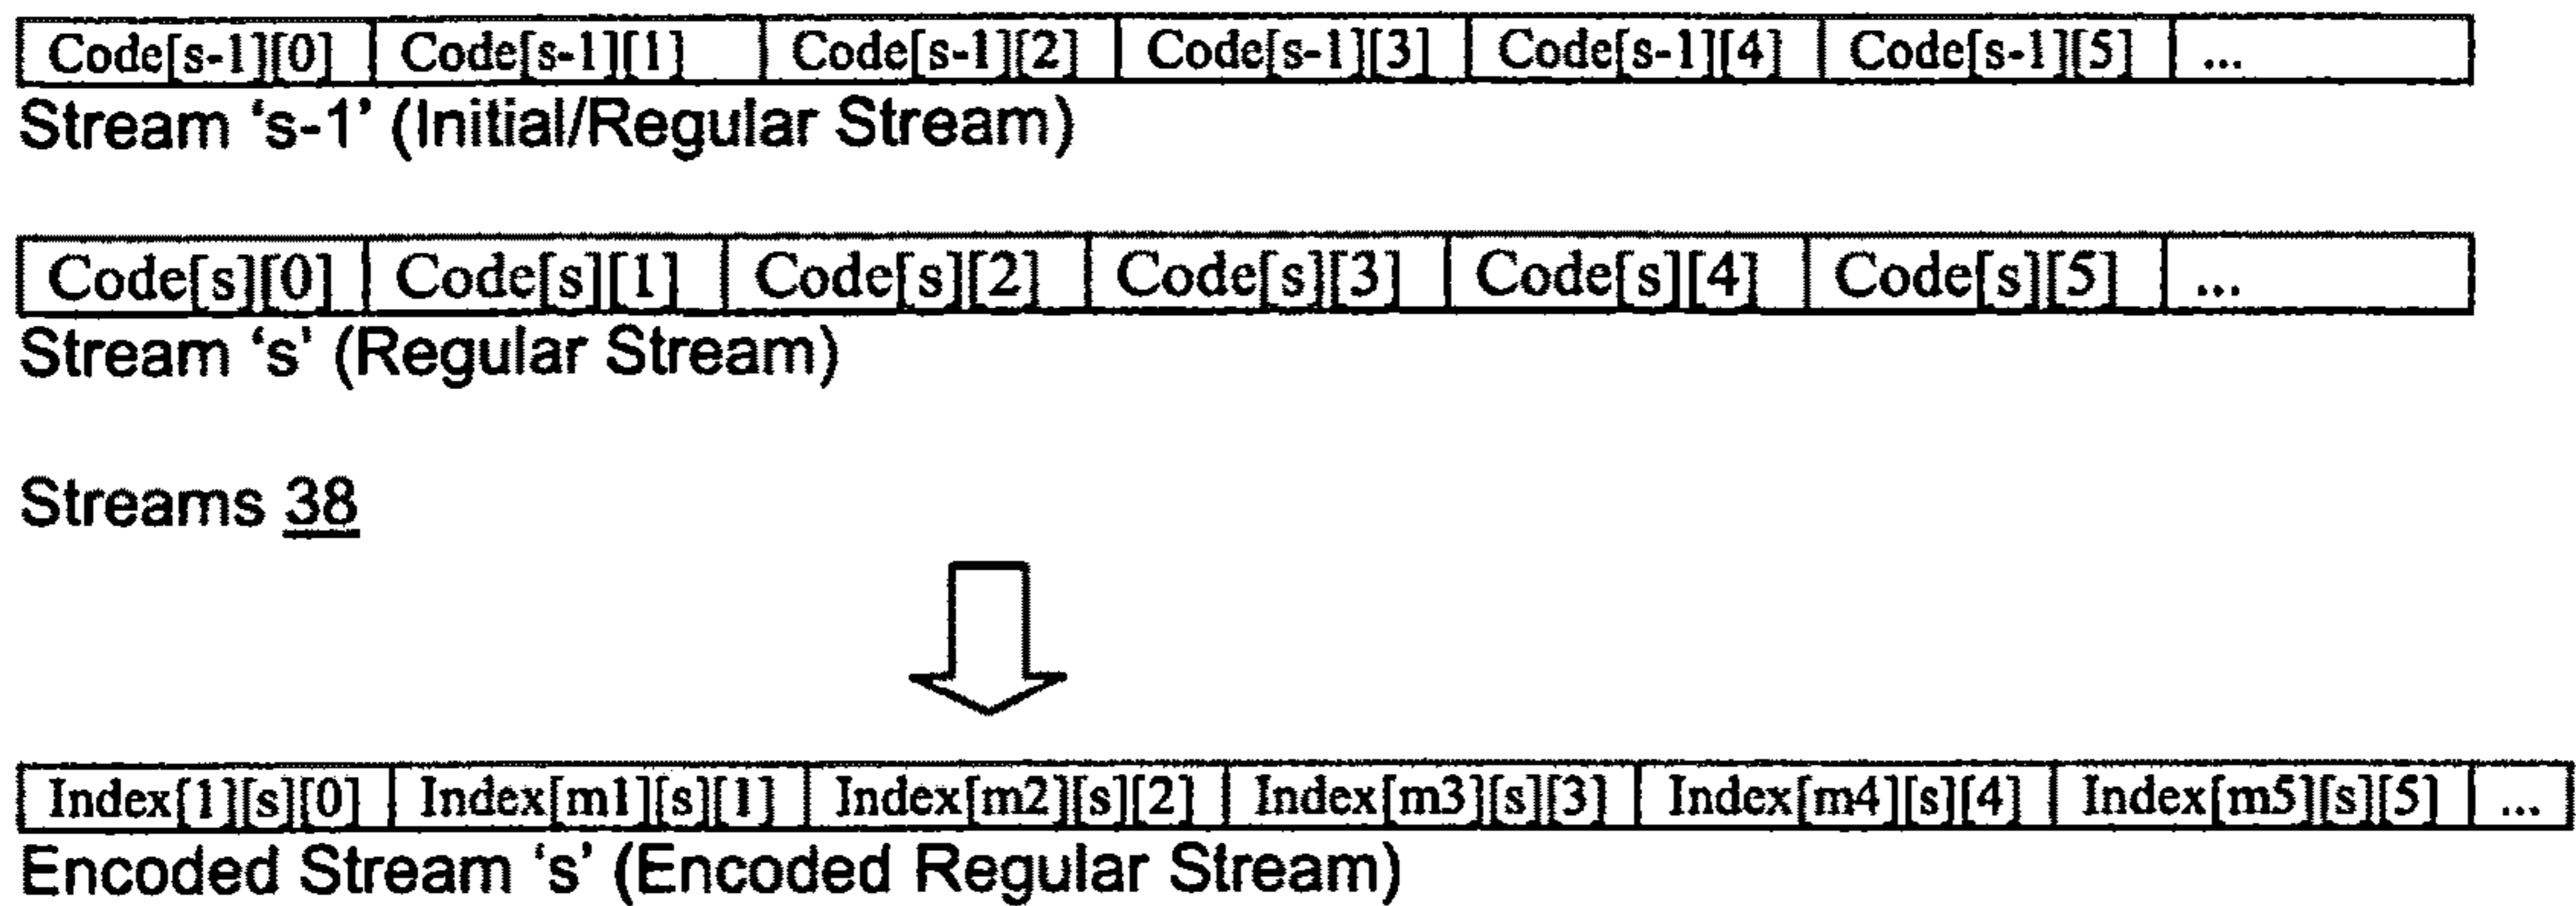 Code[s-1][0] Code[s-1][1] Code[s-1][2] Code[s-1][3] Code[s-1][4] Code[s-1][5] ...
Stream ‘s-1’ (Initial/Regular Stream)
Code[s][0] Code[s][1] Code[s][2] Code[s][3] Code[s][4] Code[s][5] ...
Stream ‘s’ (Regular Stream)
Streams 38
Index[1][s][0] Index[m1][s][1] Index[m2][s][2] Index[m3][s][3] Index[m4][s][4] Index[m5][s][5] ...
Encoded Stream ‘s’ (Encoded Regular Stream)